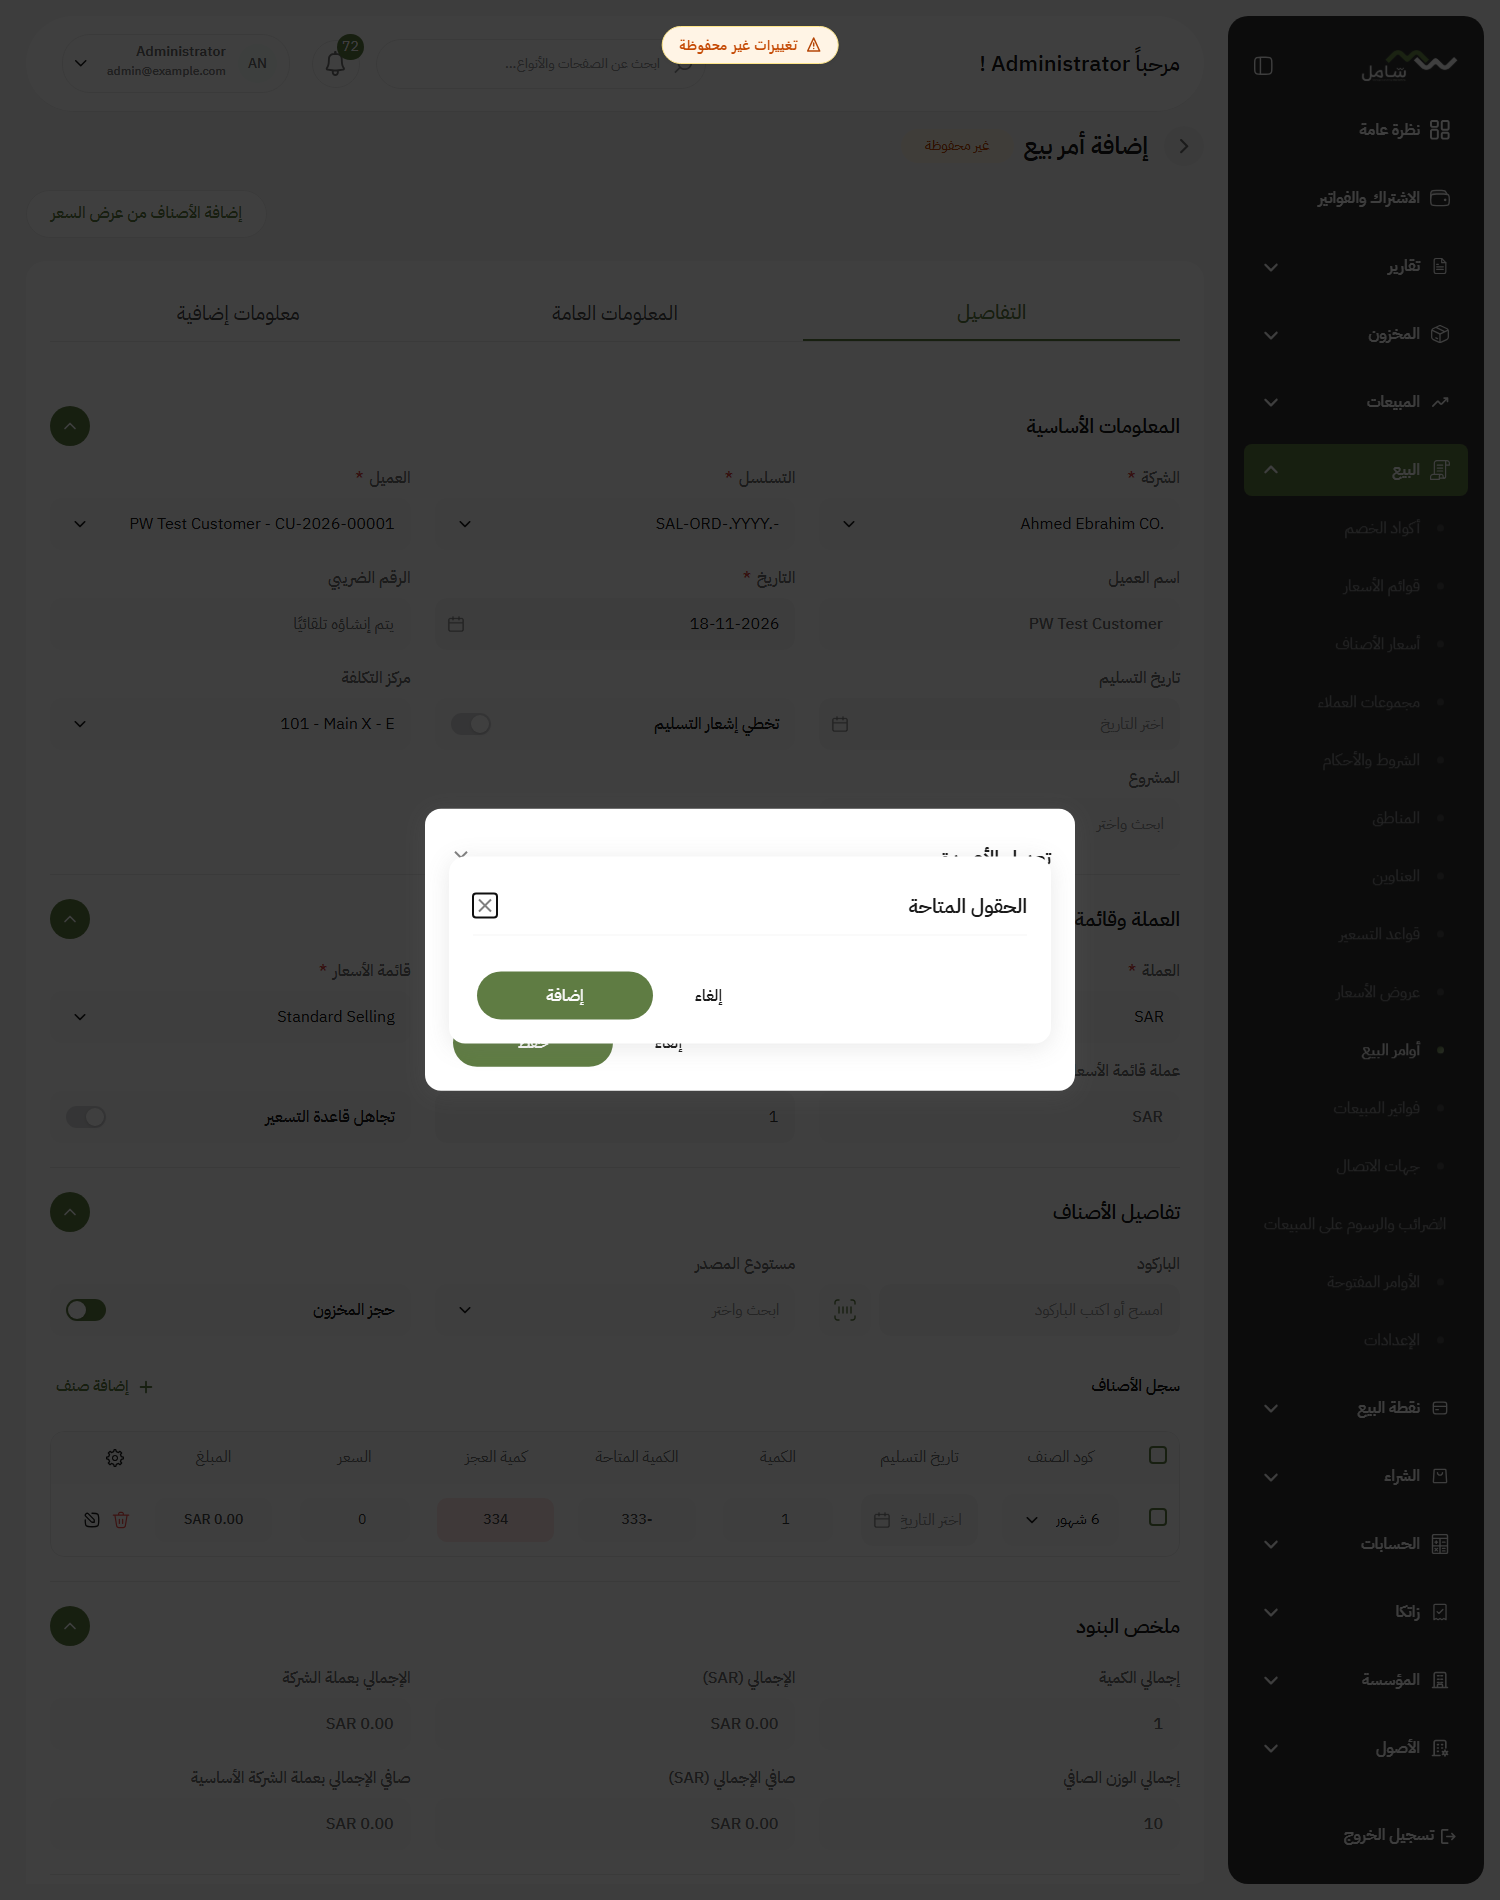 تغييرات غير محفوظة
شامل
مرحباً Administrator !
ابحث عن الصفحات والأنواع...
72
Administrator
admin@example.com
AN
نظرة عامة
الاشتراك والفواتير
تقارير
المخزون
المبيعات
البيع
أكواد الخصم
قوائم الأسعار
أسعار الأصناف
مجموعات العملاء
الشروط والأحكام
المناطق
العناوين
قواعد التسعير
عروض الأسعار
أوامر البيع
فواتير المبيعات
جهات الاتصال
الضرائب والرسوم على المبيعات
الأوامر المفتوحة
الإعدادات
نقطة البيع
الشراء
الحسابات
زاتكا
المؤسسة
الأصول
تسجيل الخروج
إضافة أمر بيع
غير محفوظة
إضافة الأصناف من عرض السعر
التفاصيل
المعلومات العامة
معلومات إضافية
المعلومات الأساسية
الشركة *
التسلسل *
العميل *
Ahmed Ebrahim CO.
SAL-ORD-.YYYY.-
PW Test Customer - CU-2026-00001
اسم العميل
التاريخ *
الرقم الضريبي
PW Test Customer
18-11-2026
يتم إنشاؤه تلقائيًا
تاريخ التسليم
مركز التكلفة
اختر التاريخ
تخطي إشعار التسليم
101 - Main X - E
المشروع
ابحث واختر
الحقول المتاحة
إلغاء
إضافة
العملة وقائمة
العملة *
قائمة الأسعار *
SAR
Standard Selling
عملة قائمة الأسعار
SAR
1
تجاهل قاعدة التسعير
تفاصيل الأصناف
الباركود
مستودع المصدر
امسح أو اكتب الباركود
ابحث واختر
حجز المخزون
سجل الأصناف
إضافة صنف
كود الصنف
تاريخ التسليم
الكمية
الكمية المتاحة
كمية العجز
السعر
المبلغ
6 شهور
اختر التاريخ
1
333-
334
0
SAR 0.00
ملخص البنود
إجمالي الكمية
الإجمالي (SAR)
الإجمالي بعملة الشركة
1
SAR 0.00
SAR 0.00
إجمالي الوزن الصافي
صافي الإجمالي (SAR)
صافي الإجمالي بعملة الشركة الأساسية
10
SAR 0.00
SAR 0.00